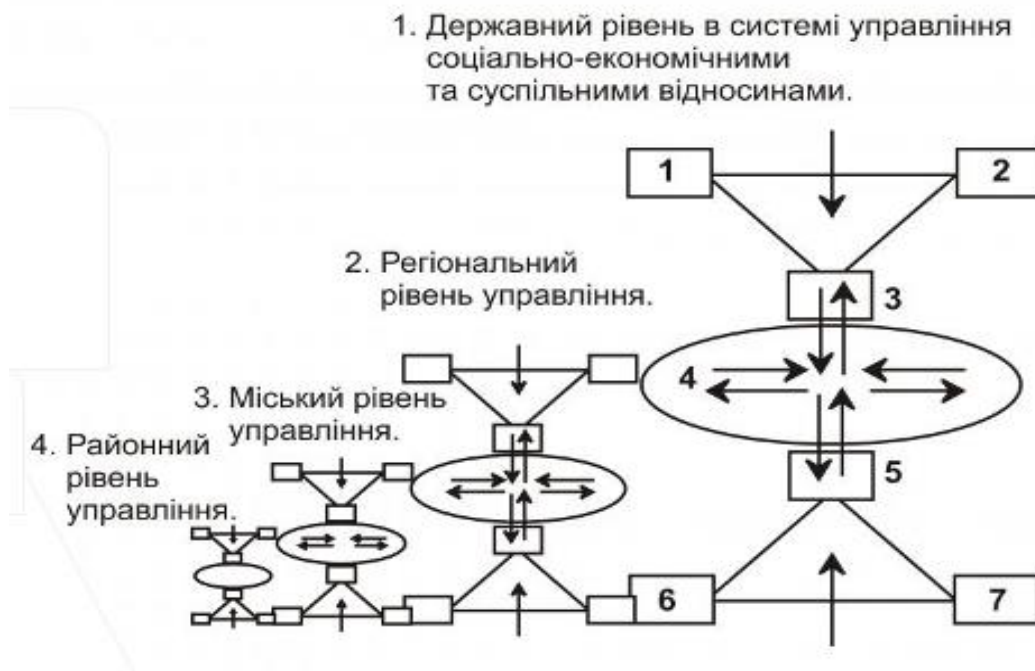 1. Державний рівень в системі управління
соціально-економічними
та суспільними відносинами.
1
2
2. Регіональний
рівень управління.
3
4
3. Міський рівень
управління.
4. Районний
рівень
управління.
5
6
7